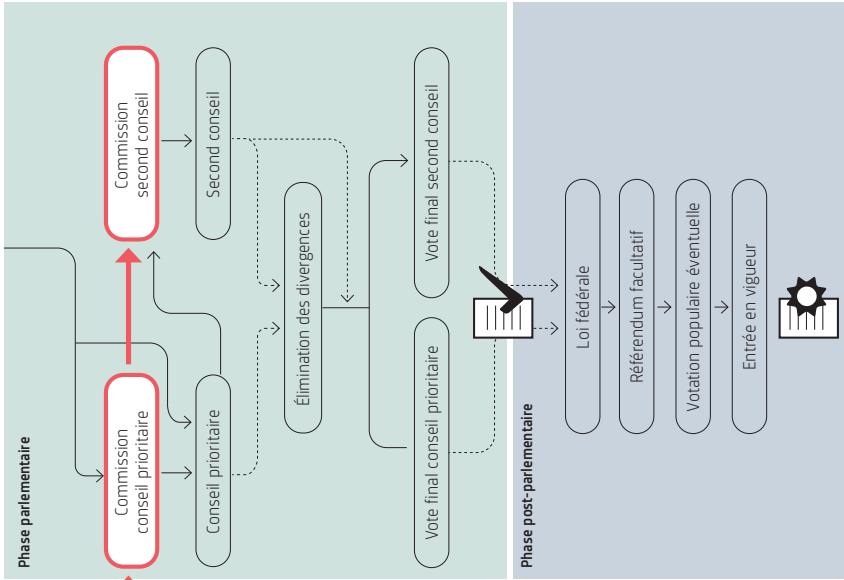 Phase parlementaire
Commission
conseil prioritaire
Commission
second conseil
Conseil prioritaire
Second conseil
Élimination des divergences
Vote final conseil prioritaire
Vote final second conseil
Phase post-parlementaire
Loi fédérale
Référendum facultatif
Votation populaire éventuelle
Entrée en vigueur